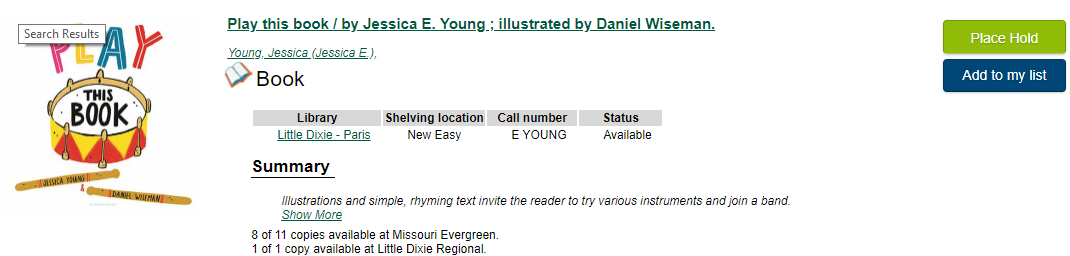 Search Results
PLAY
THIS
BOOK
JESSICA YOUNG
&
DANIEL WISEMAN
BLOOMSBURY
Play this book / by Jessica E. Young ; illustrated by Daniel Wiseman.
Young, Jessica (Jessica E.),
Book
Library Shelving location Call number Status
Little Dixie - Paris New Easy E YOUNG Available
Summary
Illustrations and simple, rhyming text invite the reader to try various instruments and join a band.
Show More
8 of 11 copies available at Missouri Evergreen.
1 of 1 copy available at Little Dixie Regional.
Place Hold
Add to my list